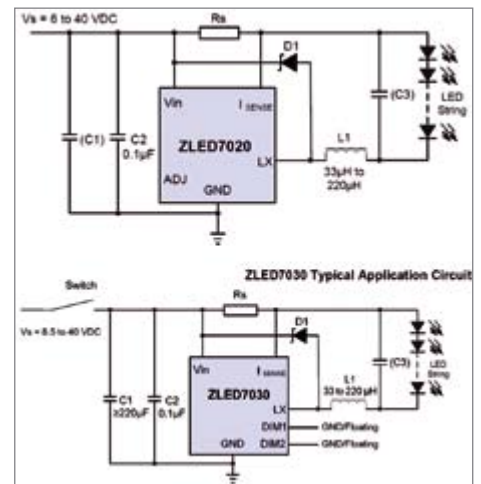 Vs = 6 to 40 VDC
Rs
D1
Vin
I SENSE
(C3)
LED
String
(C1)
C2
0.1µF
ZLED7020
LX
L1
33µH to
220µH
ADJ
GND
ZLED7030 Typical Application Circuit
Switch
Rs
Vs = 8.5 to 40 VDC
D1
Vin
I SENSE
(C3)
LED
String
C1
≥220µF
C2
0.1µF
ZLED7030
LX
L1
33 to 220 µH
DIM1
GND/Floating
DIM2
GND/Floating
GND